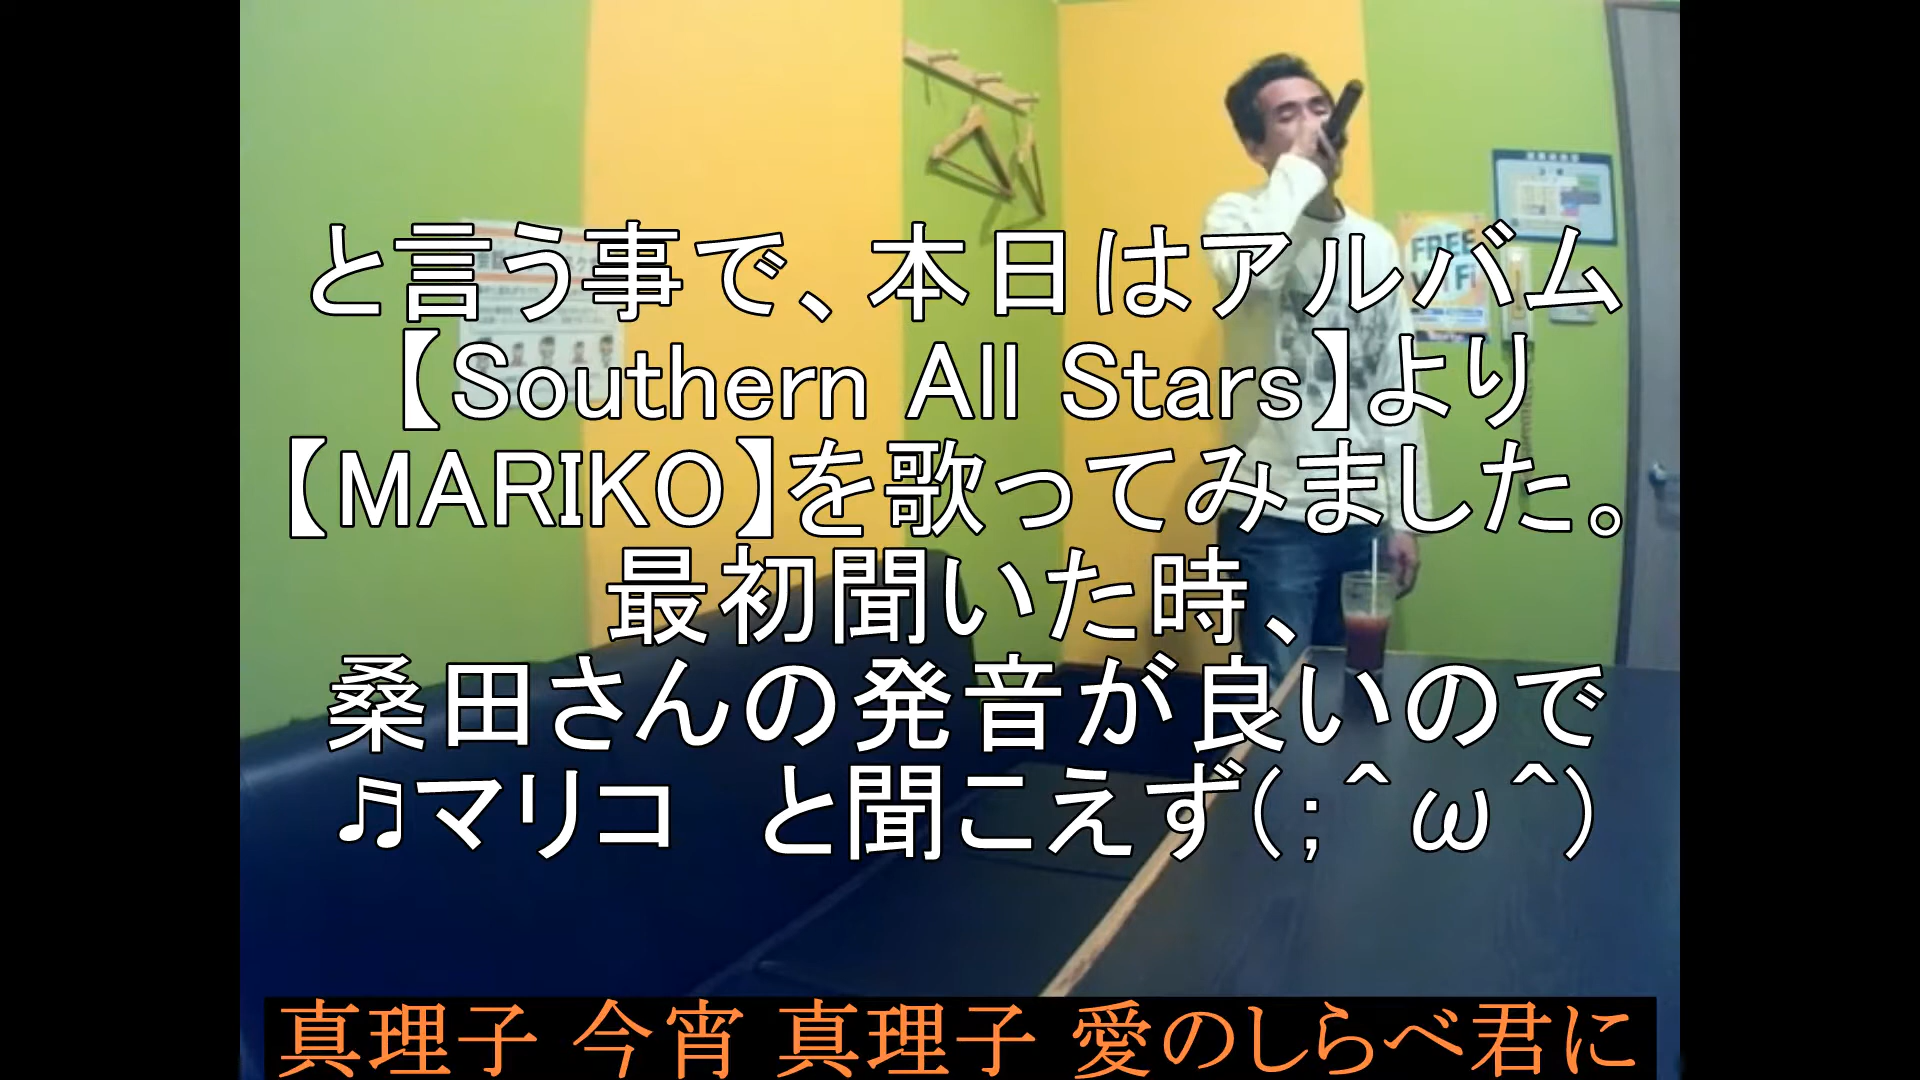 と言う事で、本日はアルバム
【Southern All Stars】より
【MARIKO】を歌ってみました。
最初聞いた時、
桑田さんの発音が良いので
♬マリコ　と聞こえず(;^ω^)
FREE
Wi Fi
真理子 今宵 真理子 愛のしらべ君に